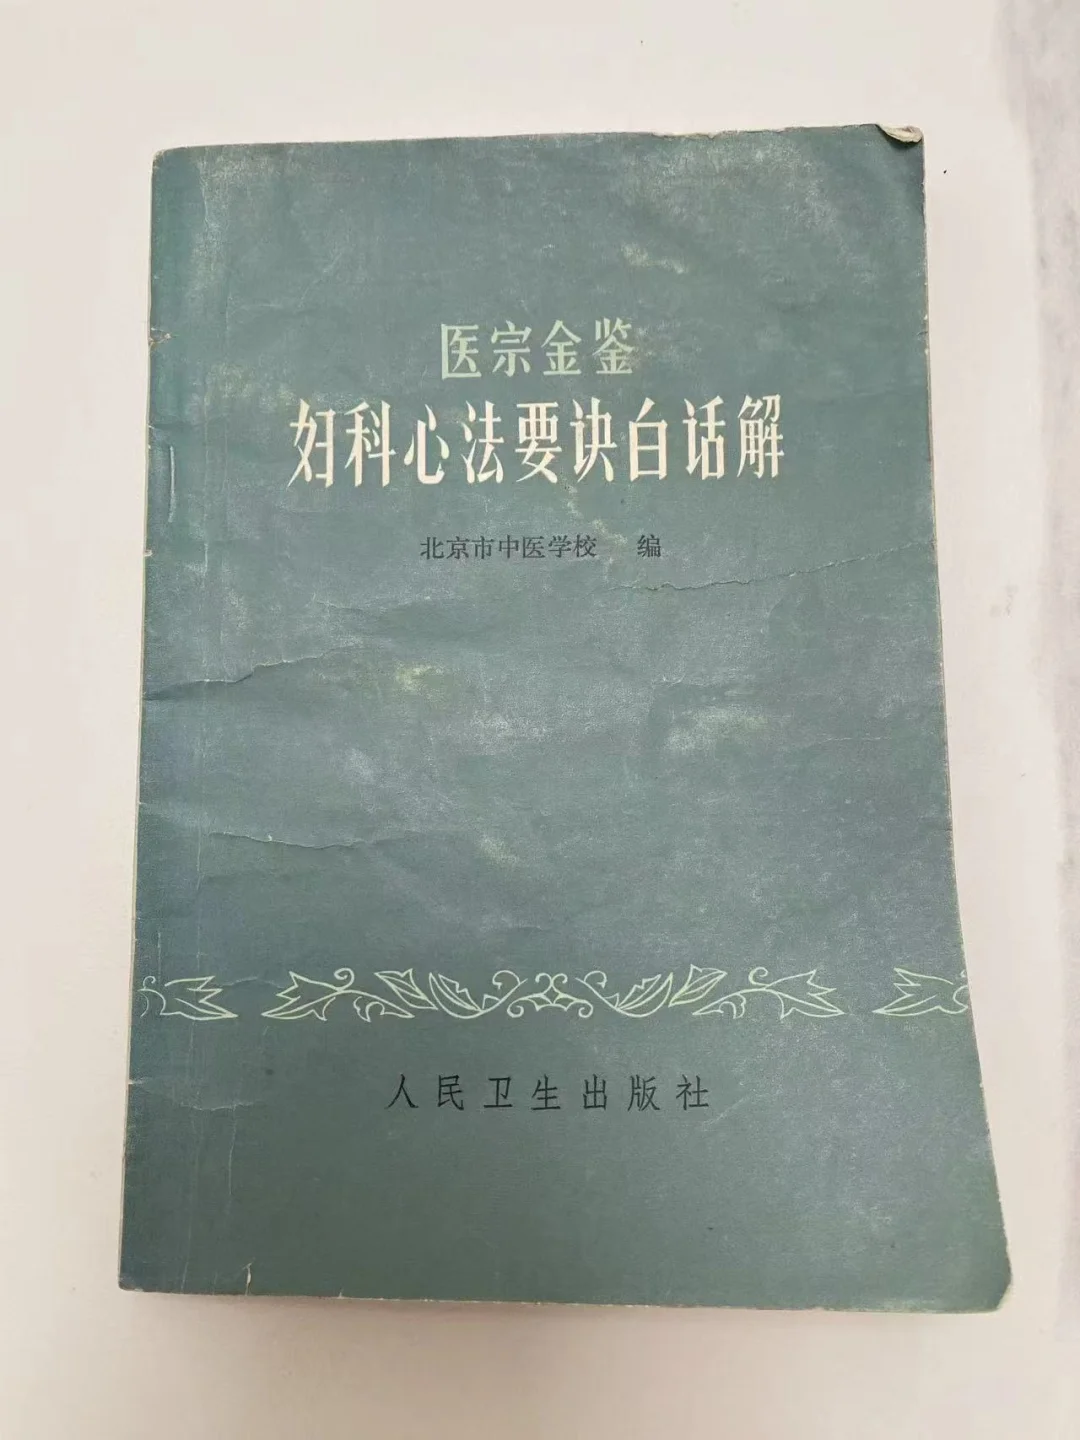 医宗金鉴
妇科心法要诀白话解
北京市中医学校 编
人民卫生出版社